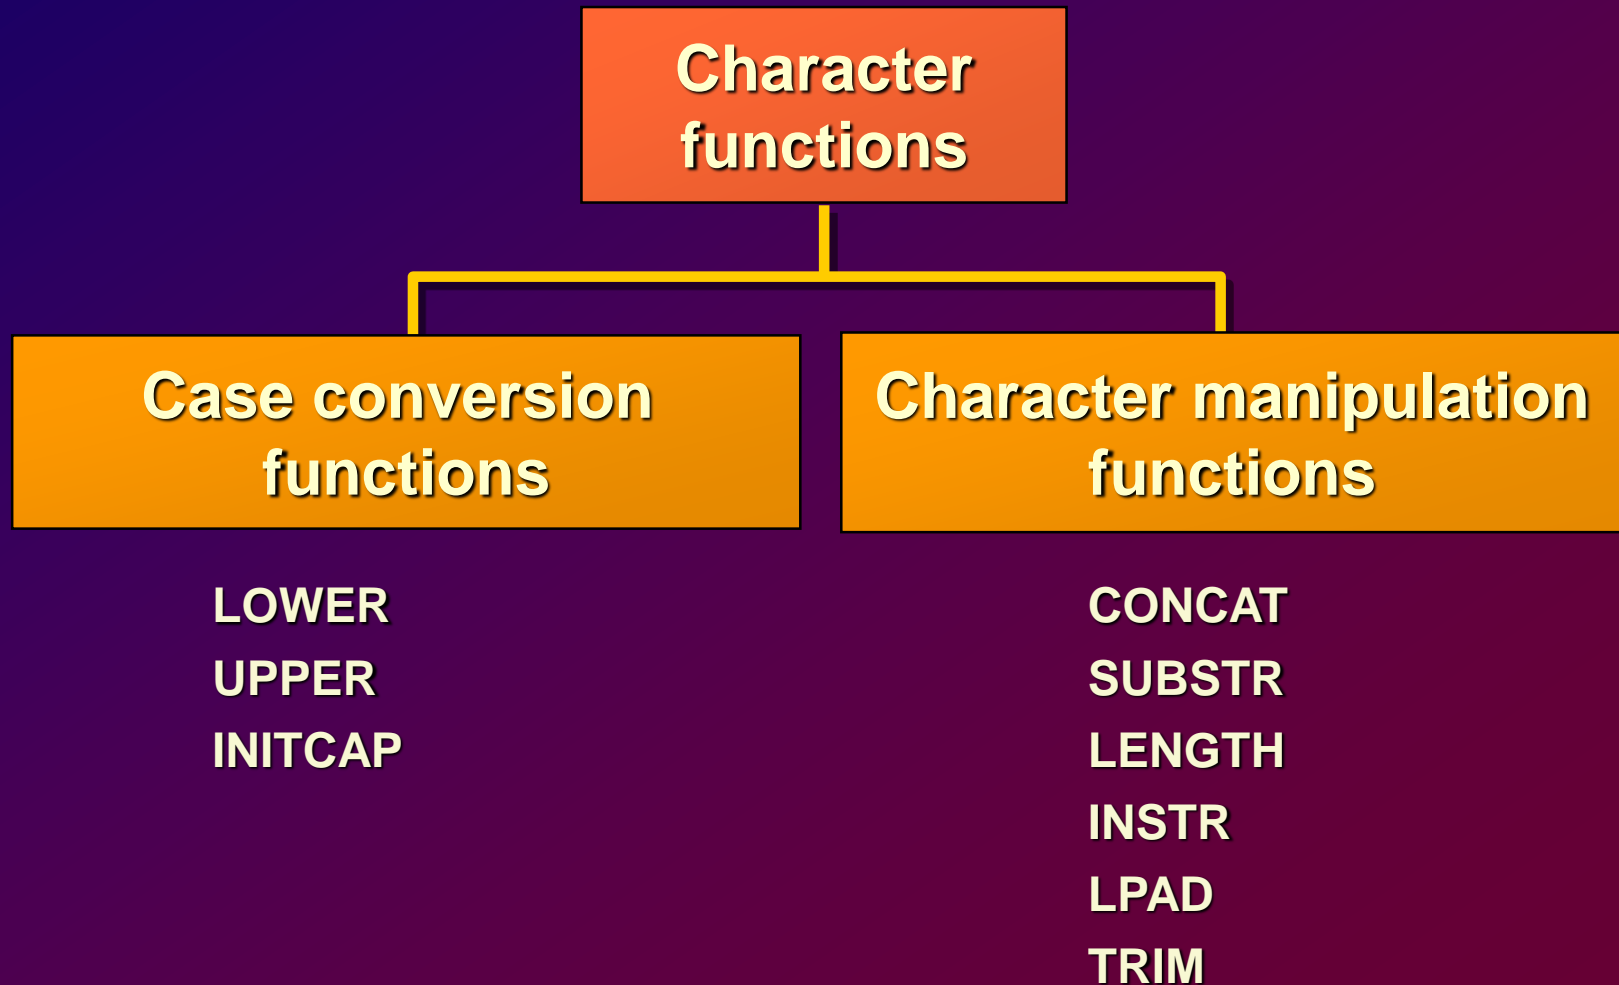 Character
functions
Case conversion
functions
Character manipulation
functions
LOWER
UPPER
INITCAP
CONCAT
SUBSTR
LENGTH
INSTR
LPAD
TRIM